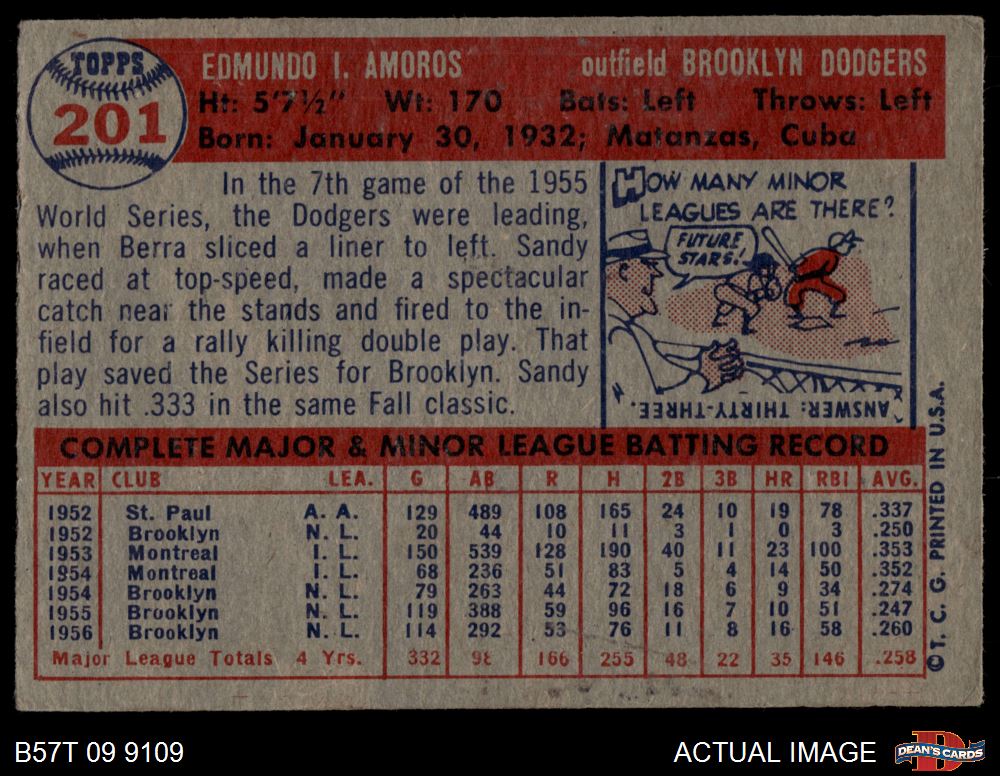 TOPPS
201
EDMUNDO I. AMOROS outfield BROOKLYN DODGERS
Ht: 5'7½" Wt: 170 Bats: Left Throws: Left
Born: January 30, 1932; Matanzas, Cuba
In the 7th game of the 1955
World Series, the Dodgers were leading,
when Berra sliced a liner to left. Sandy
raced at top-speed, made a spectacular
catch near the stands and fired to the in-
field for a rally killing double play. That
play saved the Series for Brooklyn. Sandy
also hit .333 in the same Fall classic.
HOW MANY MINOR
LEAGUES ARE THERE?
FUTURE
STARS!
ANSWER: THIRTY-THREE.
COMPLETE MAJOR & MINOR LEAGUE BATTING RECORD
YEAR CLUB LEA. G AB R H 2B 3B HR RBI AVG.
1952 St. Paul A. A. 129 489 108 165 24 10 19 78 .337
1952 Brooklyn N. L. 20 44 10 11 3 1 0 3 .250
1953 Montreal I. L. 150 539 128 190 40 11 23 100 .353
1954 Montreal I. L. 68 236 51 83 5 4 14 50 .352
1954 Brooklyn N. L. 79 263 44 72 18 6 9 34 .274
1955 Brooklyn N. L. 119 388 59 96 16 7 10 51 .247
1956 Brooklyn N. L. 114 292 53 76 11 8 16 58 .260
Major League Totals 4 Yrs. 332 166 255 48 22 35 146 .258
© T. C. G. PRINTED IN U.S.A.
B57T 09 9109
ACTUAL IMAGE
DEAN'S CARDS